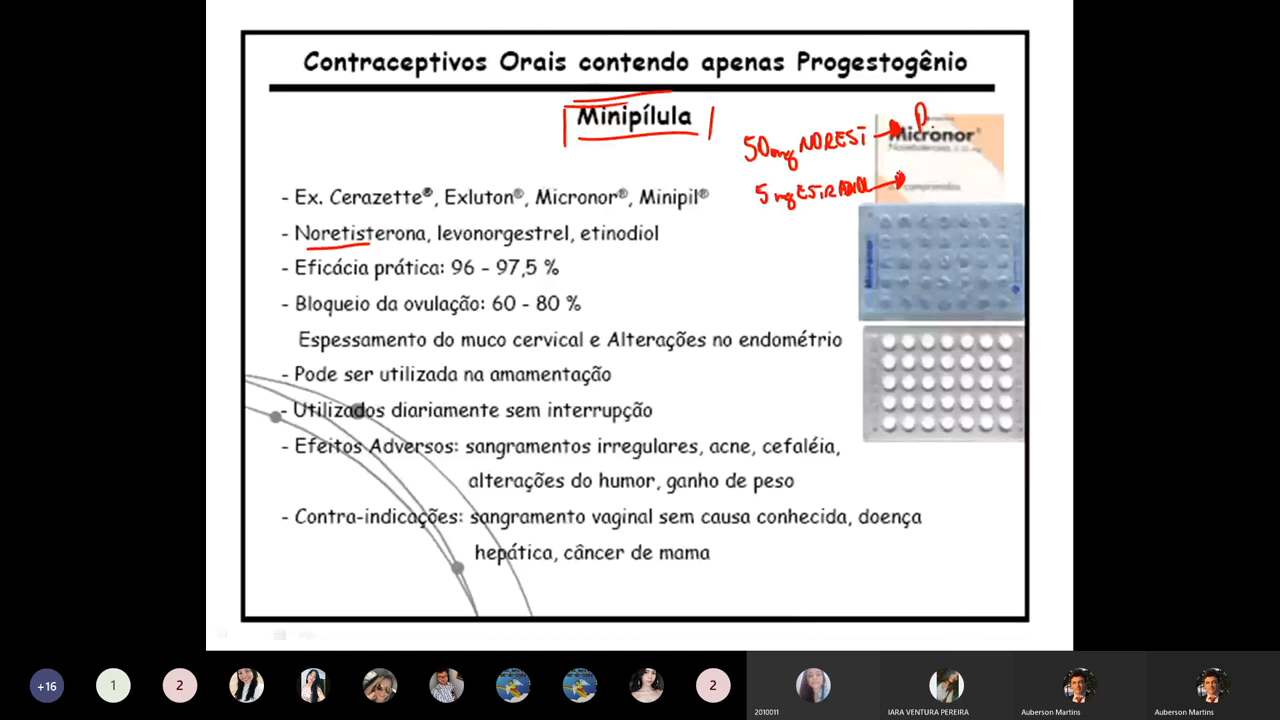 Contraceptivos Orais contendo apenas Progestogênio
Minipílula
50mg NOREST
5mg ESTRADIOL
P
Micronor®
comprimidos
Micronor
- Ex. Cerazette®, Exluton®, Micronor®, Minipil®
- Noretisterona, levonorgestrel, etinodiol
- Eficácia prática: 96 - 97,5 %
- Bloqueio da ovulação: 60 - 80 %
Espessamento do muco cervical e Alterações no endométrio
- Pode ser utilizada na amamentação
- Utilizados diariamente sem interrupção
- Efeitos Adversos: sangramentos irregulares, acne, cefaléia,
alterações do humor, ganho de peso
- Contra-indicações: sangramento vaginal sem causa conhecida, doença
hepática, câncer de mama
+16
1
2
2
2010011
IARA VENTURA PEREIRA
Auberson Martins
Auberson Martins